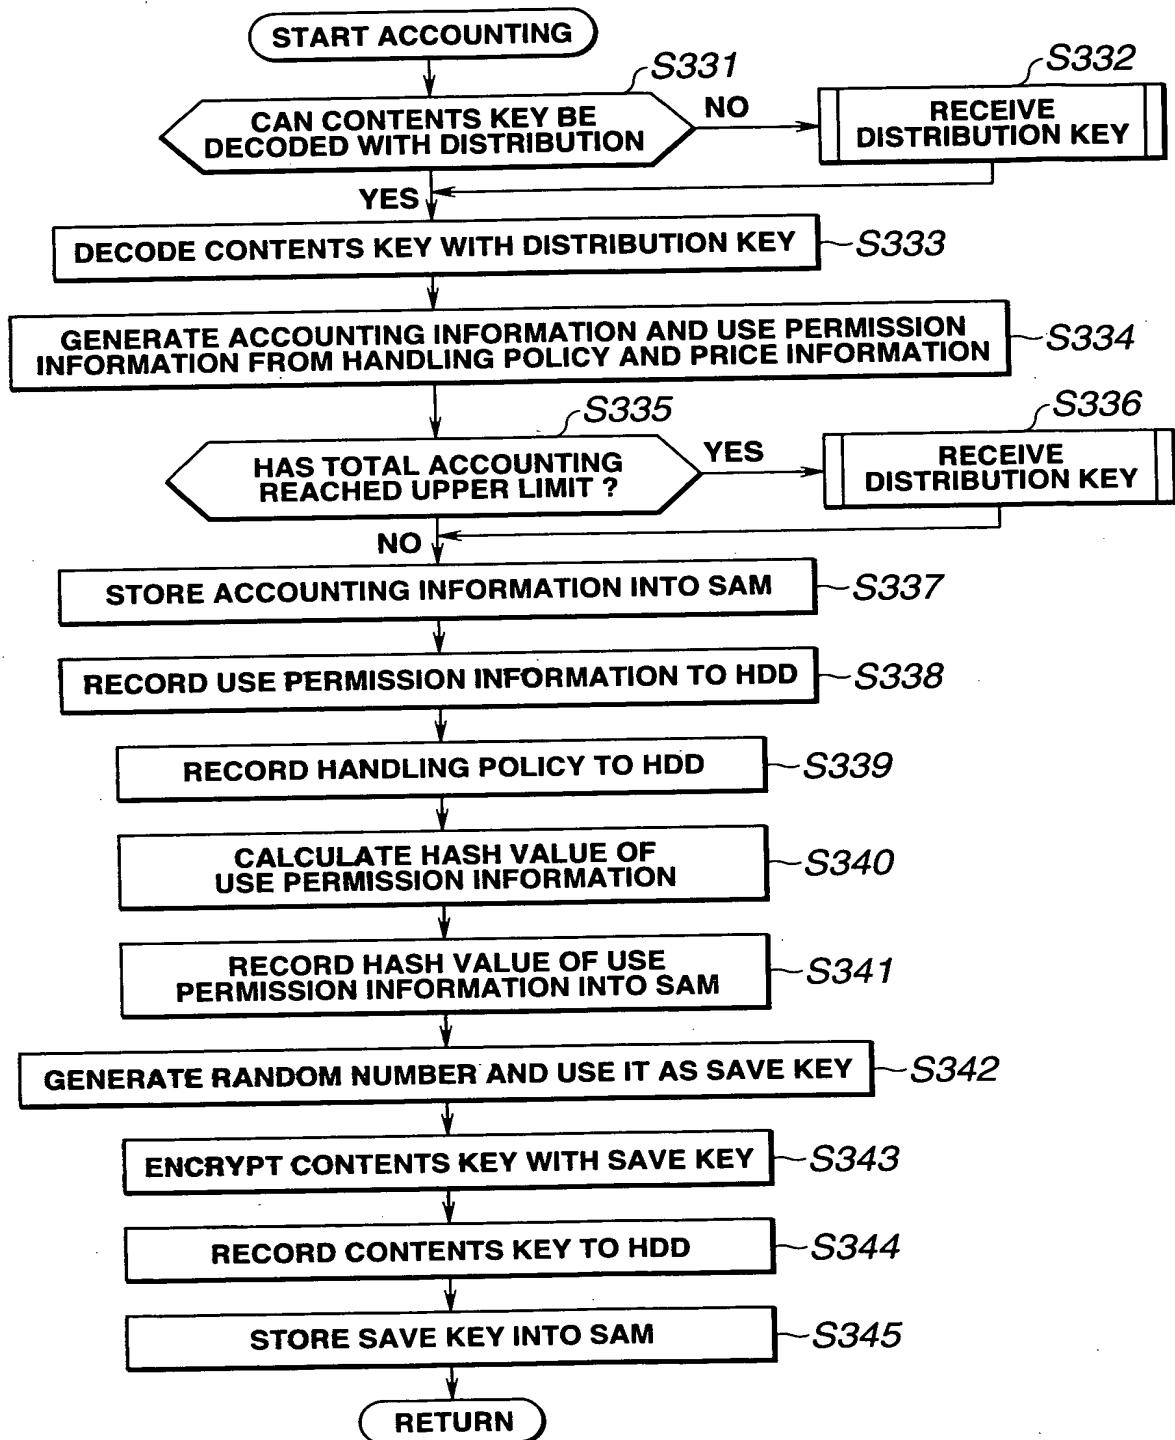 START ACCOUNTING
S331
CAN CONTENTS KEY BE
DECODED WITH DISTRIBUTION
NO
S332
RECEIVE
DISTRIBUTION KEY
YES
DECODE CONTENTS KEY WITH DISTRIBUTION KEY
S333
GENERATE ACCOUNTING INFORMATION AND USE PERMISSION
INFORMATION FROM HANDLING POLICY AND PRICE INFORMATION
S334
S335
HAS TOTAL ACCOUNTING
REACHED UPPER LIMIT ?
YES
S336
RECEIVE
DISTRIBUTION KEY
NO
STORE ACCOUNTING INFORMATION INTO SAM
S337
RECORD USE PERMISSION INFORMATION TO HDD
S338
RECORD HANDLING POLICY TO HDD
S339
CALCULATE HASH VALUE OF
USE PERMISSION INFORMATION
S340
RECORD HASH VALUE OF USE
PERMISSION INFORMATION INTO SAM
S341
GENERATE RANDOM NUMBER AND USE IT AS SAVE KEY
S342
ENCRYPT CONTENTS KEY WITH SAVE KEY
S343
RECORD CONTENTS KEY TO HDD
S344
STORE SAVE KEY INTO SAM
S345
RETURN